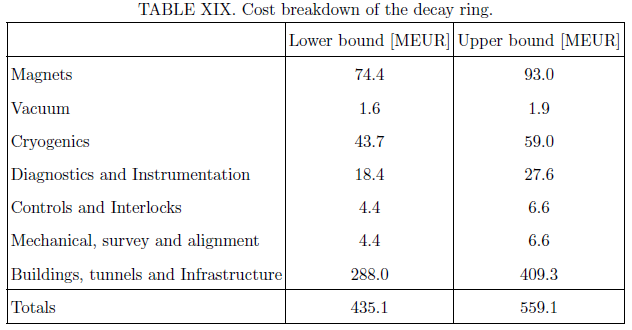 TABLE XIX. Cost breakdown of the decay ring.
Lower bound [MEUR] Upper bound [MEUR]
Magnets 74.4 93.0
Vacuum 1.6 1.9
Cryogenics 43.7 59.0
Diagnostics and Instrumentation 18.4 27.6
Controls and Interlocks 4.4 6.6
Mechanical, survey and alignment 4.4 6.6
Buildings, tunnels and Infrastructure 288.0 409.3
Totals 435.1 559.1